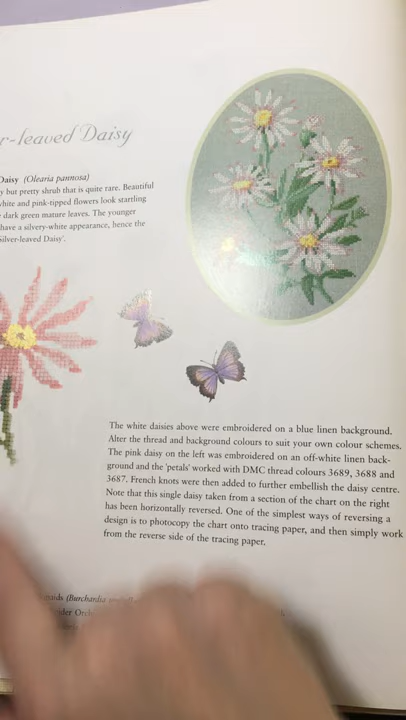 r-leaved Daisy
Daisy (Olearia pannosa)
y but pretty shrub that is quite rare. Beautiful
white and pink-tipped flowers look startling
dark green mature leaves. The younger
have a silvery-white appearance, hence the
Silver-leaved Daisy'.
The white daisies above were embroidered on a blue linen background.
Alter the thread and background colours to suit your own colour schemes.
The pink daisy on the left was embroidered on an off-white linen back-
ground and the 'petals' worked with DMC thread colours 3689, 3688 and
3687. French knots were then added to further embellish the daisy centre.
Note that this single daisy taken from a section of the chart on the right
has been horizontally reversed. One of the simplest ways of reversing a
design is to photocopy the chart onto tracing paper, and then simply work
from the reverse side of the tracing paper.
(Burchardia